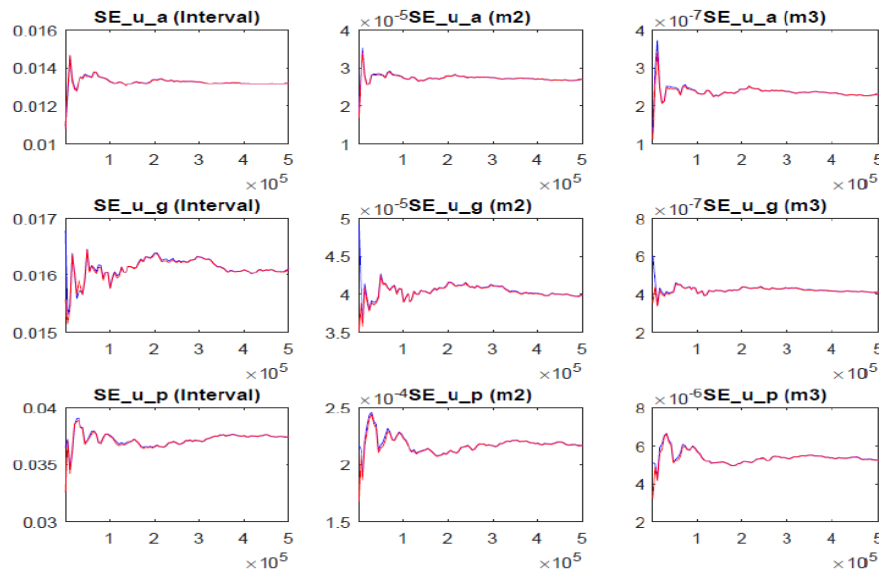 SE_u_a (Interval)
0.016
0.014
0.012
0.01
1 2 3 4 5
×10^5
×10^-5 SE_u_a (m2)
4
3
2
1
1 2 3 4 5
×10^5
×10^-7 SE_u_a (m3)
4
3
2
1
1 2 3 4 5
×10^5
SE_u_g (Interval)
0.017
0.016
0.015
1 2 3 4 5
×10^5
×10^-5 SE_u_g (m2)
5
4.5
4
3.5
1 2 3 4 5
×10^5
×10^-7 SE_u_g (m3)
8
6
4
2
1 2 3 4 5
×10^5
SE_u_p (Interval)
0.04
0.035
0.03
1 2 3 4 5
×10^5
×10^-4 SE_u_p (m2)
2.5
2
1.5
1 2 3 4 5
×10^5
×10^-6 SE_u_p (m3)
8
6
4
2
1 2 3 4 5
×10^5